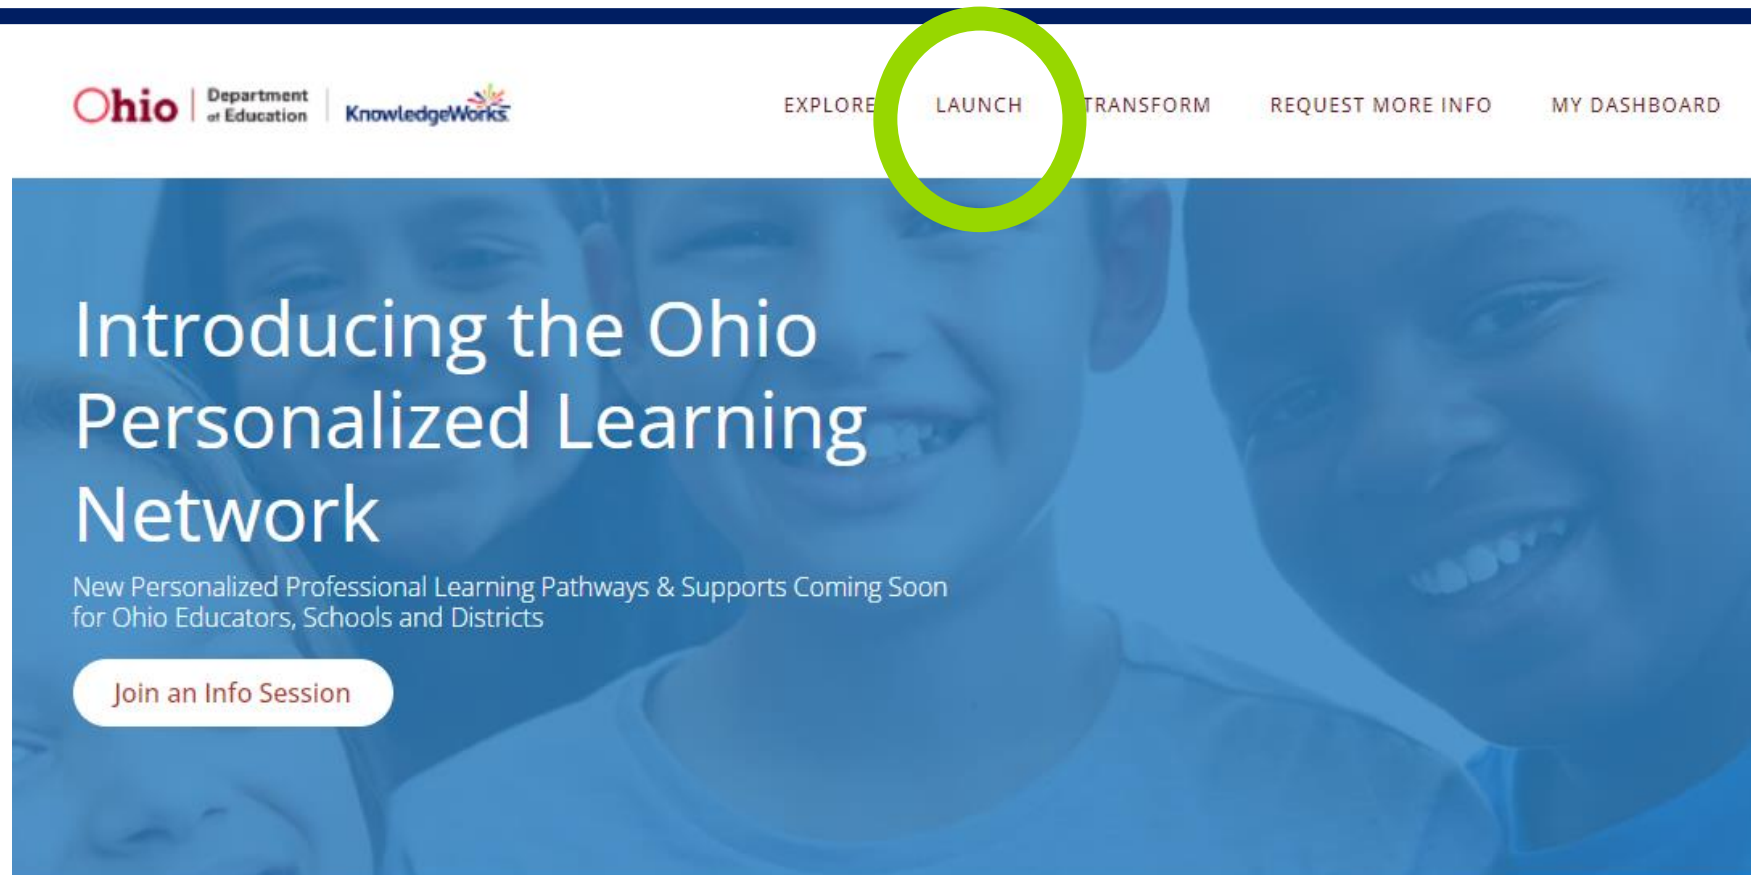 Ohio Department of Education KnowledgeWorks. EXPLORE LAUNCH TRANSFORM REQUEST MORE INFO MY DASHBOARD
Introducing the Ohio
Personalized Learning
Network
New Personalized Professional Learning Pathways & Supports Coming Soon
for Ohio Educators, Schools and Districts
Join an Info Session